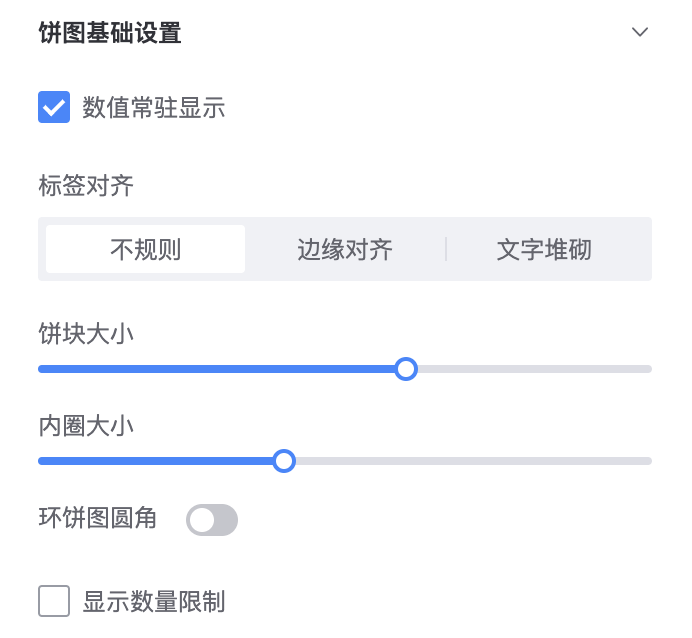 饼图基础设置
数值常驻显示
标签对齐
不规则 边缘对齐 文字堆砌
饼块大小
内圈大小
环饼图圆角
显示数量限制